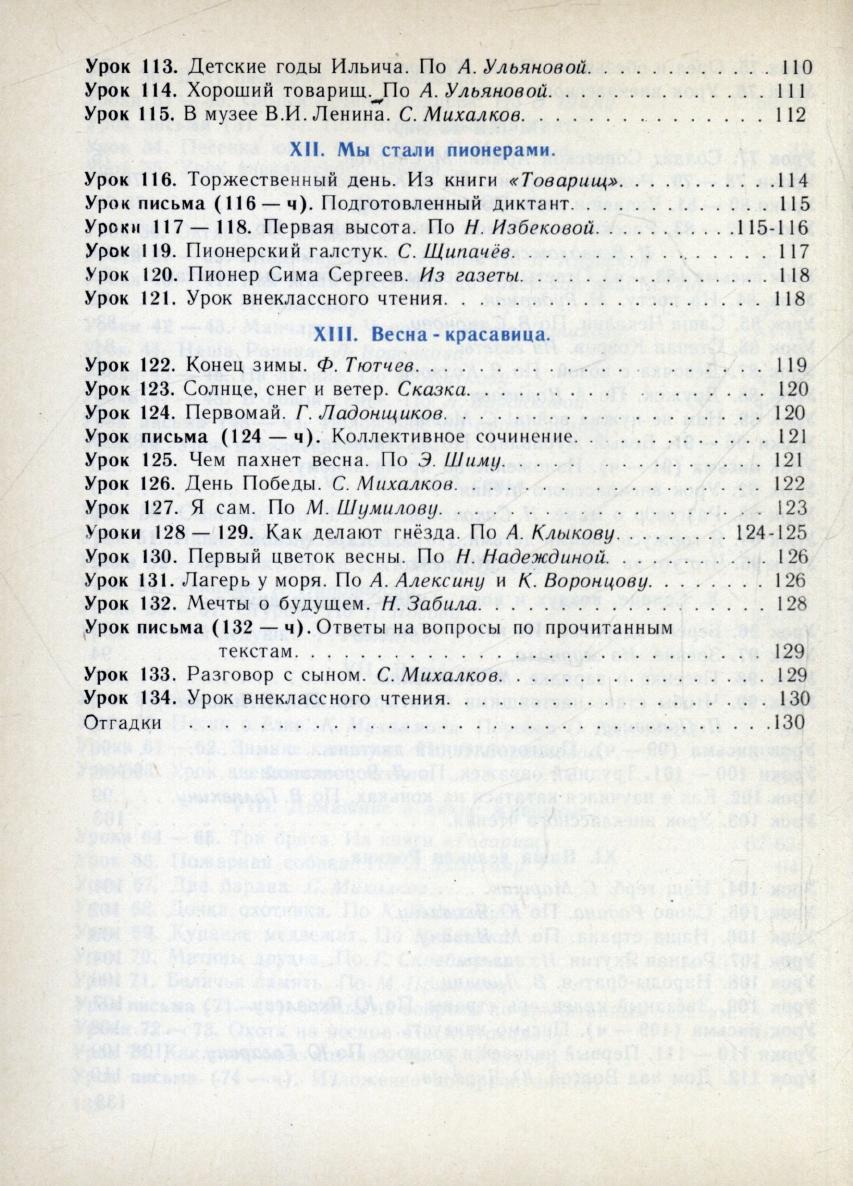 Урок 113. Детские годы Ильича. По А. Ульяновой. . . . . . . . . . . . 110
Урок 114. Хороший товарищ. По А. Ульяновой. . . . . . . . . . . . . . 111
Урок 115. В музее В.И. Ленина. С. Михалков. . . . . . . . . . . . . . . 112
XII. Мы стали пионерами.
Урок 116. Торжественный день. Из книги «Товарищ». . . . . . . . . . 114
Урок письма (116 — ч). Подготовленный диктант. . . . . . . . . . . . . 115
Уроки 117 — 118. Первая высота. По Н. Избековой. . . . . . . . .115-116
Урок 119. Пионерский галстук. С. Щипачёв. . . . . . . . . . . . . . . . 117
Урок 120. Пионер Сима Сергеев. Из газеты. . . . . . . . . . . . . . . . 118
Урок 121. Урок внеклассного чтения. . . . . . . . . . . . . . . . . . . . 118
XIII. Весна - красавица.
Урок 122. Конец зимы. Ф. Тютчев. . . . . . . . . . . . . . . . . . . . . . 119
Урок 123. Солнце, снег и ветер. Сказка. . . . . . . . . . . . . . . . . . 120
Урок 124. Первомай. Г. Ладонщиков. . . . . . . . . . . . . . . . . . . . 120
Урок письма (124 — ч). Коллективное сочинение. . . . . . . . . . . . . 121
Урок 125. Чем пахнет весна. По Э. Шиму. . . . . . . . . . . . . . . . . 121
Урок 126. День Победы. С. Михалков. . . . . . . . . . . . . . . . . . . 122
Урок 127. Я сам. По М. Шумилову. . . . . . . . . . . . . . . . . . . . . 123
Уроки 128 — 129. Как делают гнёзда. По А. Клыкову. . . . . . . . 124-125
Урок 130. Первый цветок весны. По Н. Надеждиной. . . . . . . . . . . 126
Урок 131. Лагерь у моря. По А. Алексину и К. Воронцову. . . . . . . . 126
Урок 132. Мечты о будущем. Н. Забила. . . . . . . . . . . . . . . . . . 128
Урок письма (132 — ч). Ответы на вопросы по прочитанным
текстам. . . . . . . . . . . . . . . . . . . . . . . . . . . . 129
Урок 133. Разговор с сыном. С. Михалков. . . . . . . . . . . . . . . . . 129
Урок 134. Урок внеклассного чтения. . . . . . . . . . . . . . . . . . . . 130
Отгадки . . . . . . . . . . . . . . . . . . . . . . . . . . . . . . . . . . .130